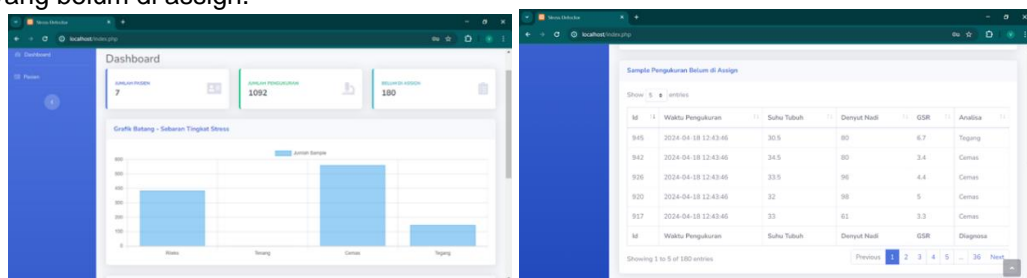 yang belum di assign.
Stress Detector
localhost/index.php
Dashboard
Pasien
Dashboard
JUMLAH PASIEN
7
JUMLAH PENGUKURAN
1092
BELUM DI ASSIGN
180
Grafik Batang - Sebaran Tingkat Stress
Jumlah Sample
600
500
400
300
200
100
0
Rileks
Tenang
Cemas
Tegang
Stress Detector
localhost/index.php
Sample Pengukuran Belum di Assign
Show 5 entries
Id Waktu Pengukuran Suhu Tubuh Denyut Nadi GSR Analisa
945 2024-04-18 12:43:46 30.5 80 6.7 Tegang
942 2024-04-18 12:43:46 34.5 80 3.4 Cemas
926 2024-04-18 12:43:46 33.5 96 4.4 Cemas
920 2024-04-18 12:43:46 32 98 5 Cemas
917 2024-04-18 12:43:46 33 61 3.3 Cemas
Id Waktu Pengukuran Suhu Tubuh Denyut Nadi GSR Diagnosa
Showing 1 to 5 of 180 entries
Previous 1 2 3 4 5 ... 36 Next